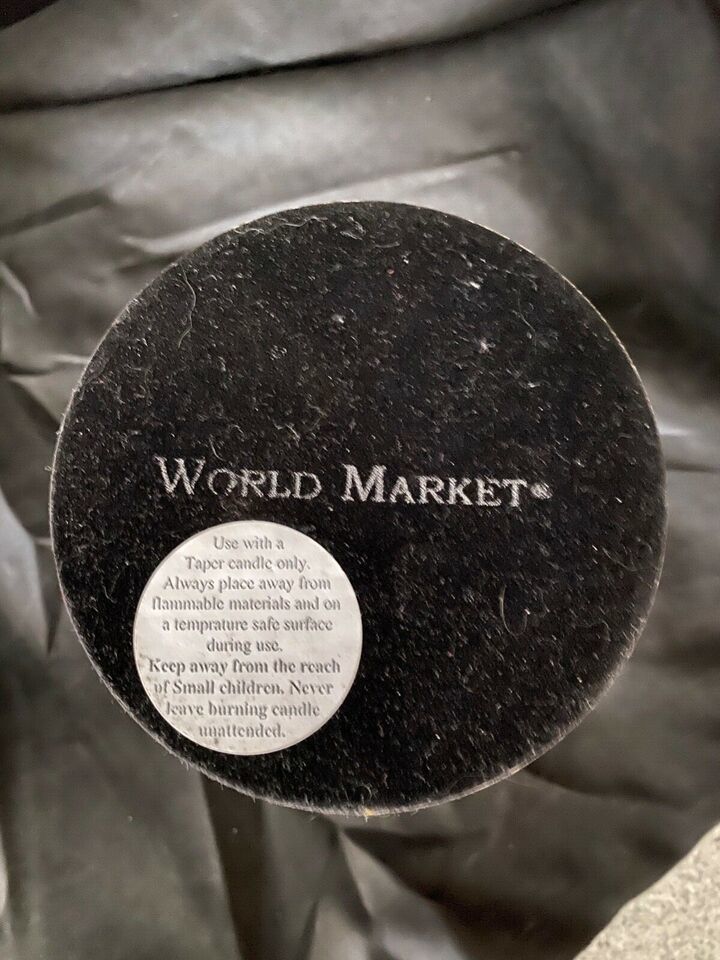 WORLD MARKET®
Use with a
Taper candle only.
Always place away from
flammable materials and on
a temprature safe surface
during use.
Keep away from the reach
of Small children. Never
leave burning candle
unattended.